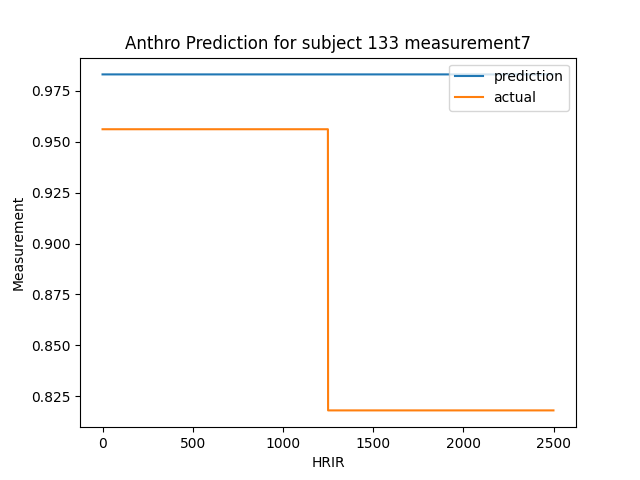 Anthro Prediction for subject 133 measurement7
prediction
actual
Measurement
0.975
0.950
0.925
0.900
0.875
0.850
0.825
0 500 1000 1500 2000 2500
HRIR